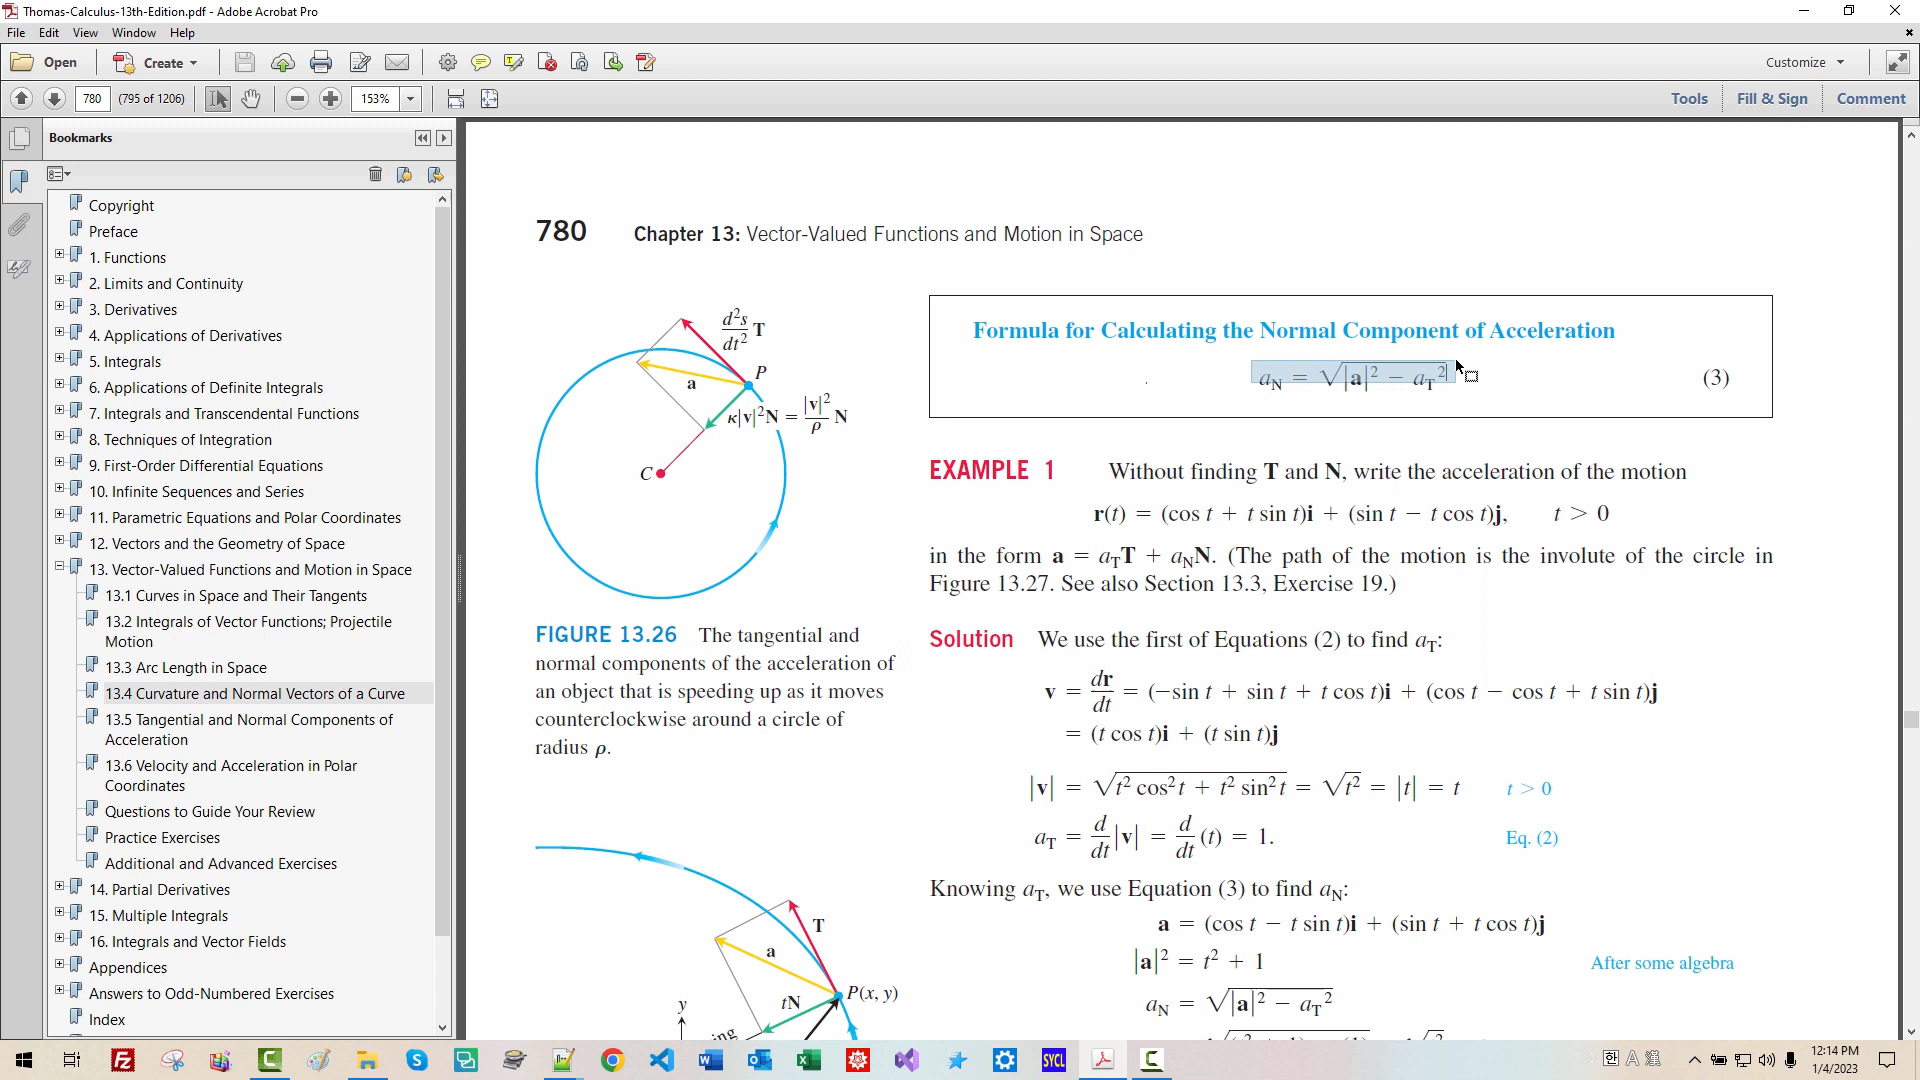 Thomas-Calculus-13th-Edition.pdf - Adobe Acrobat Pro
File Edit View Window Help
Open Create Customize
780 (795 of 1206) 153% Tools Fill & Sign Comment
Bookmarks
Copyright
Preface
1. Functions
2. Limits and Continuity
3. Derivatives
4. Applications of Derivatives
5. Integrals
6. Applications of Definite Integrals
7. Integrals and Transcendental Functions
8. Techniques of Integration
9. First-Order Differential Equations
10. Infinite Sequences and Series
11. Parametric Equations and Polar Coordinates
12. Vectors and the Geometry of Space
13. Vector-Valued Functions and Motion in Space
13.1 Curves in Space and Their Tangents
13.2 Integrals of Vector Functions; Projectile
Motion
13.3 Arc Length in Space
13.4 Curvature and Normal Vectors of a Curve
13.5 Tangential and Normal Components of
Acceleration
13.6 Velocity and Acceleration in Polar
Coordinates
Questions to Guide Your Review
Practice Exercises
Additional and Advanced Exercises
14. Partial Derivatives
15. Multiple Integrals
16. Integrals and Vector Fields
Appendices
Answers to Odd-Numbered Exercises
Index
780 Chapter 13: Vector-Valued Functions and Motion in Space
d²s/dt² T
P
a
κ|v|²N = |v|²/ρ N
C
FIGURE 13.26 The tangential and
normal components of the acceleration of
an object that is speeding up as it moves
counterclockwise around a circle of
radius ρ.
T
a
tN
P(x, y)
y
Formula for Calculating the Normal Component of Acceleration
a_N = √(|a|² − a_T²) (3)
EXAMPLE 1 Without finding T and N, write the acceleration of the motion
r(t) = (cos t + t sin t)i + (sin t − t cos t)j, t > 0
in the form a = a_T T + a_N N. (The path of the motion is the involute of the circle in
Figure 13.27. See also Section 13.3, Exercise 19.)
Solution We use the first of Equations (2) to find a_T:
v = dr/dt = (−sin t + sin t + t cos t)i + (cos t − cos t + t sin t)j
= (t cos t)i + (t sin t)j
|v| = √(t² cos² t + t² sin² t) = √t² = |t| = t t > 0
a_T = d/dt |v| = d/dt (t) = 1. Eq. (2)
Knowing a_T, we use Equation (3) to find a_N:
a = (cos t − t sin t)i + (sin t + t cos t)j
|a|² = t² + 1 After some algebra
a_N = √(|a|² − a_T²)
SYCL
12:14 PM
1/4/2023